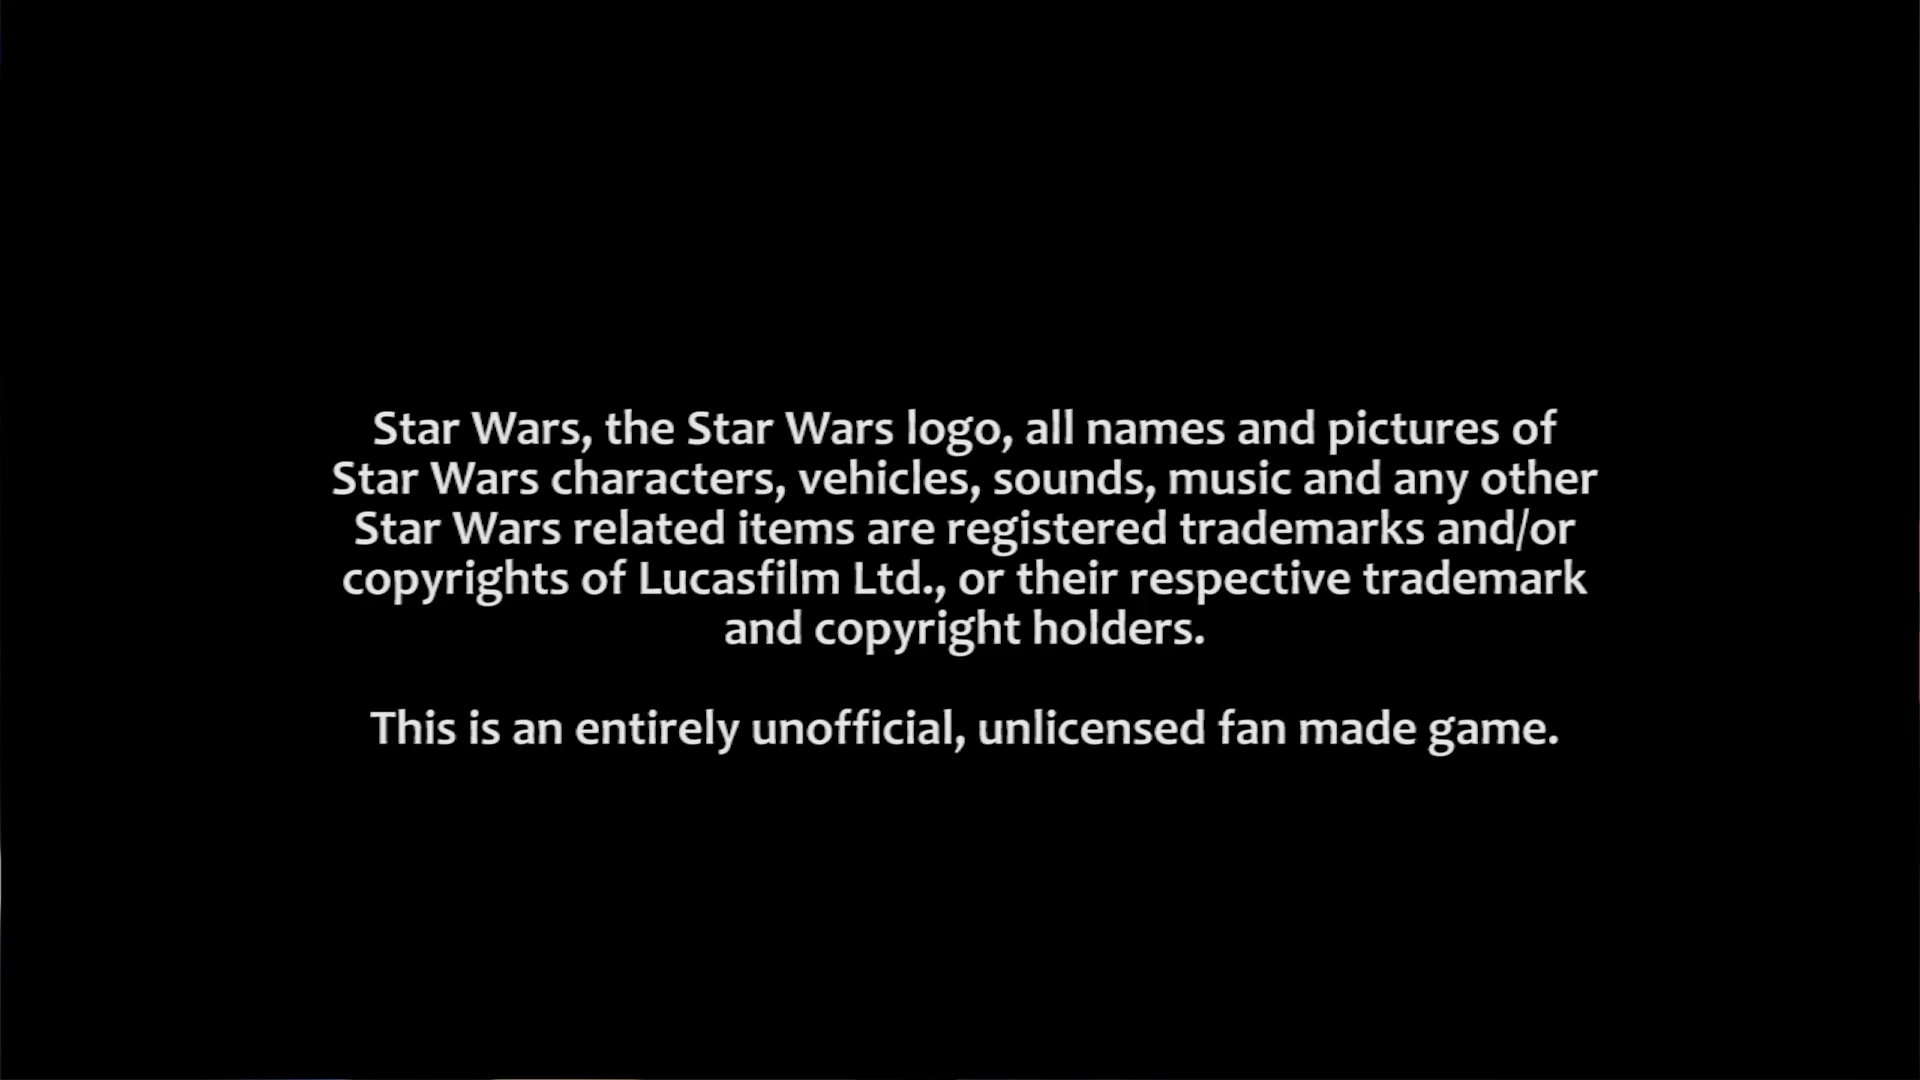 Star Wars, the Star Wars logo, all names and pictures of
Star Wars characters, vehicles, sounds, music and any other
Star Wars related items are registered trademarks and/or
copyrights of Lucasfilm Ltd., or their respective trademark
and copyright holders.
This is an entirely unofficial, unlicensed fan made game.